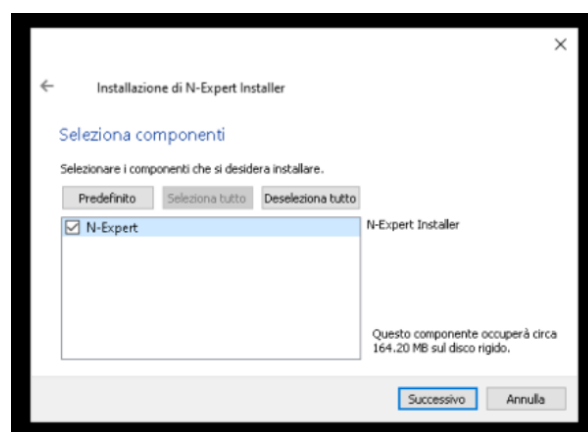 Installazione di N-Expert Installer
Seleziona componenti
Selezionare i componenti che si desidera installare.
Predefinito Seleziona tutto Deseleziona tutto
N-Expert
N-Expert Installer
Questo componente occuperà circa
164.20 MB sul disco rigido.
Successivo Annulla